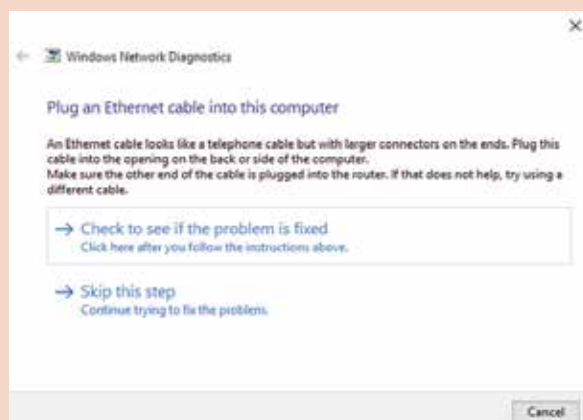 Windows Network Diagnostics
Plug an Ethernet cable into this computer
An Ethernet cable looks like a telephone cable but with larger connectors on the ends. Plug this
cable into the opening on the back or side of the computer.
Make sure the other end of the cable is plugged into the router. If that does not help, try using a
different cable.
→ Check to see if the problem is fixed
Click here after you follow the instructions above.
→ Skip this step
Continue trying to fix the problem.
Cancel